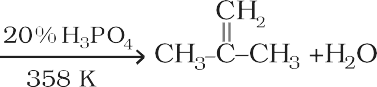 CH₂
20% H₃PO₄
CH₃–C–CH₃ +H₂O
358 K